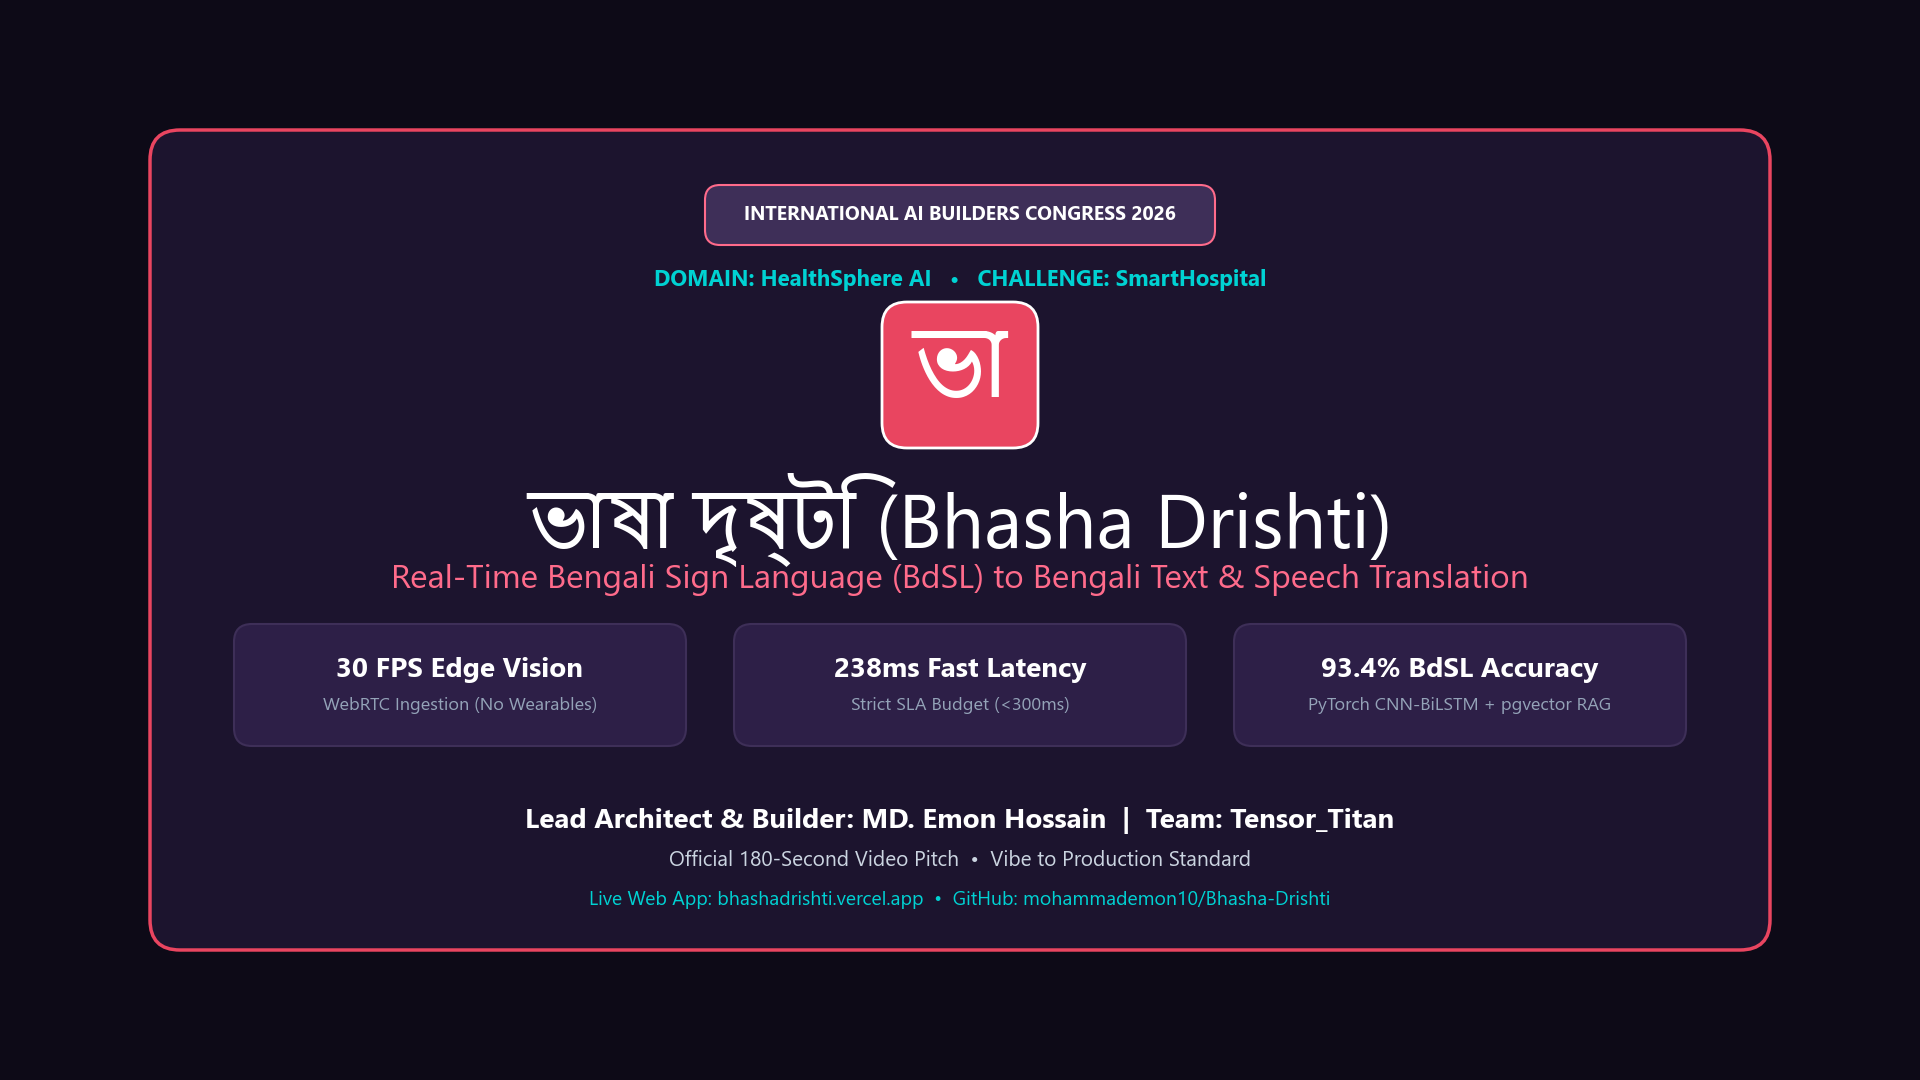 INTERNATIONAL AI BUILDERS CONGRESS 2026
DOMAIN: HealthSphere AI • CHALLENGE: SmartHospital
ভা
ভাষা দৃষ্টি (Bhasha Drishti)
Real-Time Bengali Sign Language (BdSL) to Bengali Text & Speech Translation
30 FPS Edge Vision
WebRTC Ingestion (No Wearables)
238ms Fast Latency
Strict SLA Budget (<300ms)
93.4% BdSL Accuracy
PyTorch CNN-BiLSTM + pgvector RAG
Lead Architect & Builder: MD. Emon Hossain | Team: Tensor_Titan
Official 180-Second Video Pitch • Vibe to Production Standard
Live Web App: bhashadrishti.vercel.app • GitHub: mohammademon10/Bhasha-Drishti